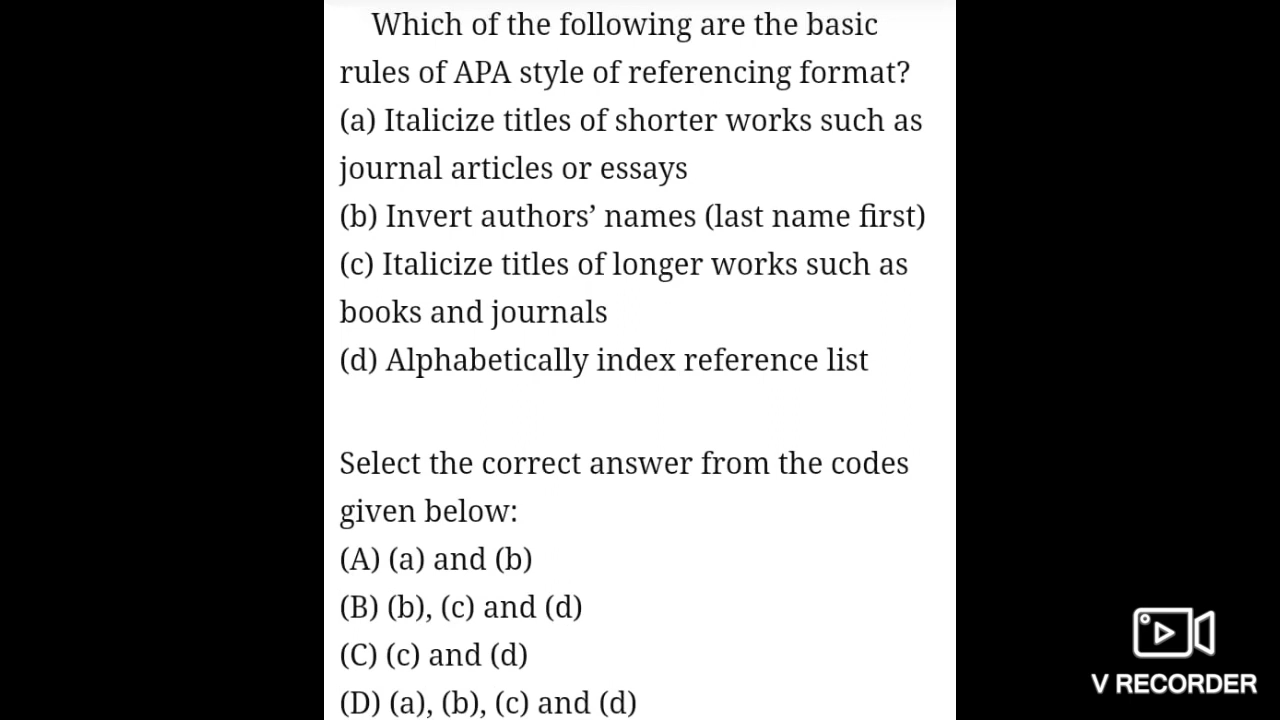 Which of the following are the basic
rules of APA style of referencing format?
(a) Italicize titles of shorter works such as
journal articles or essays
(b) Invert authors’ names (last name first)
(c) Italicize titles of longer works such as
books and journals
(d) Alphabetically index reference list
Select the correct answer from the codes
given below:
(A) (a) and (b)
(B) (b), (c) and (d)
(C) (c) and (d)
(D) (a), (b), (c) and (d)
V RECORDER